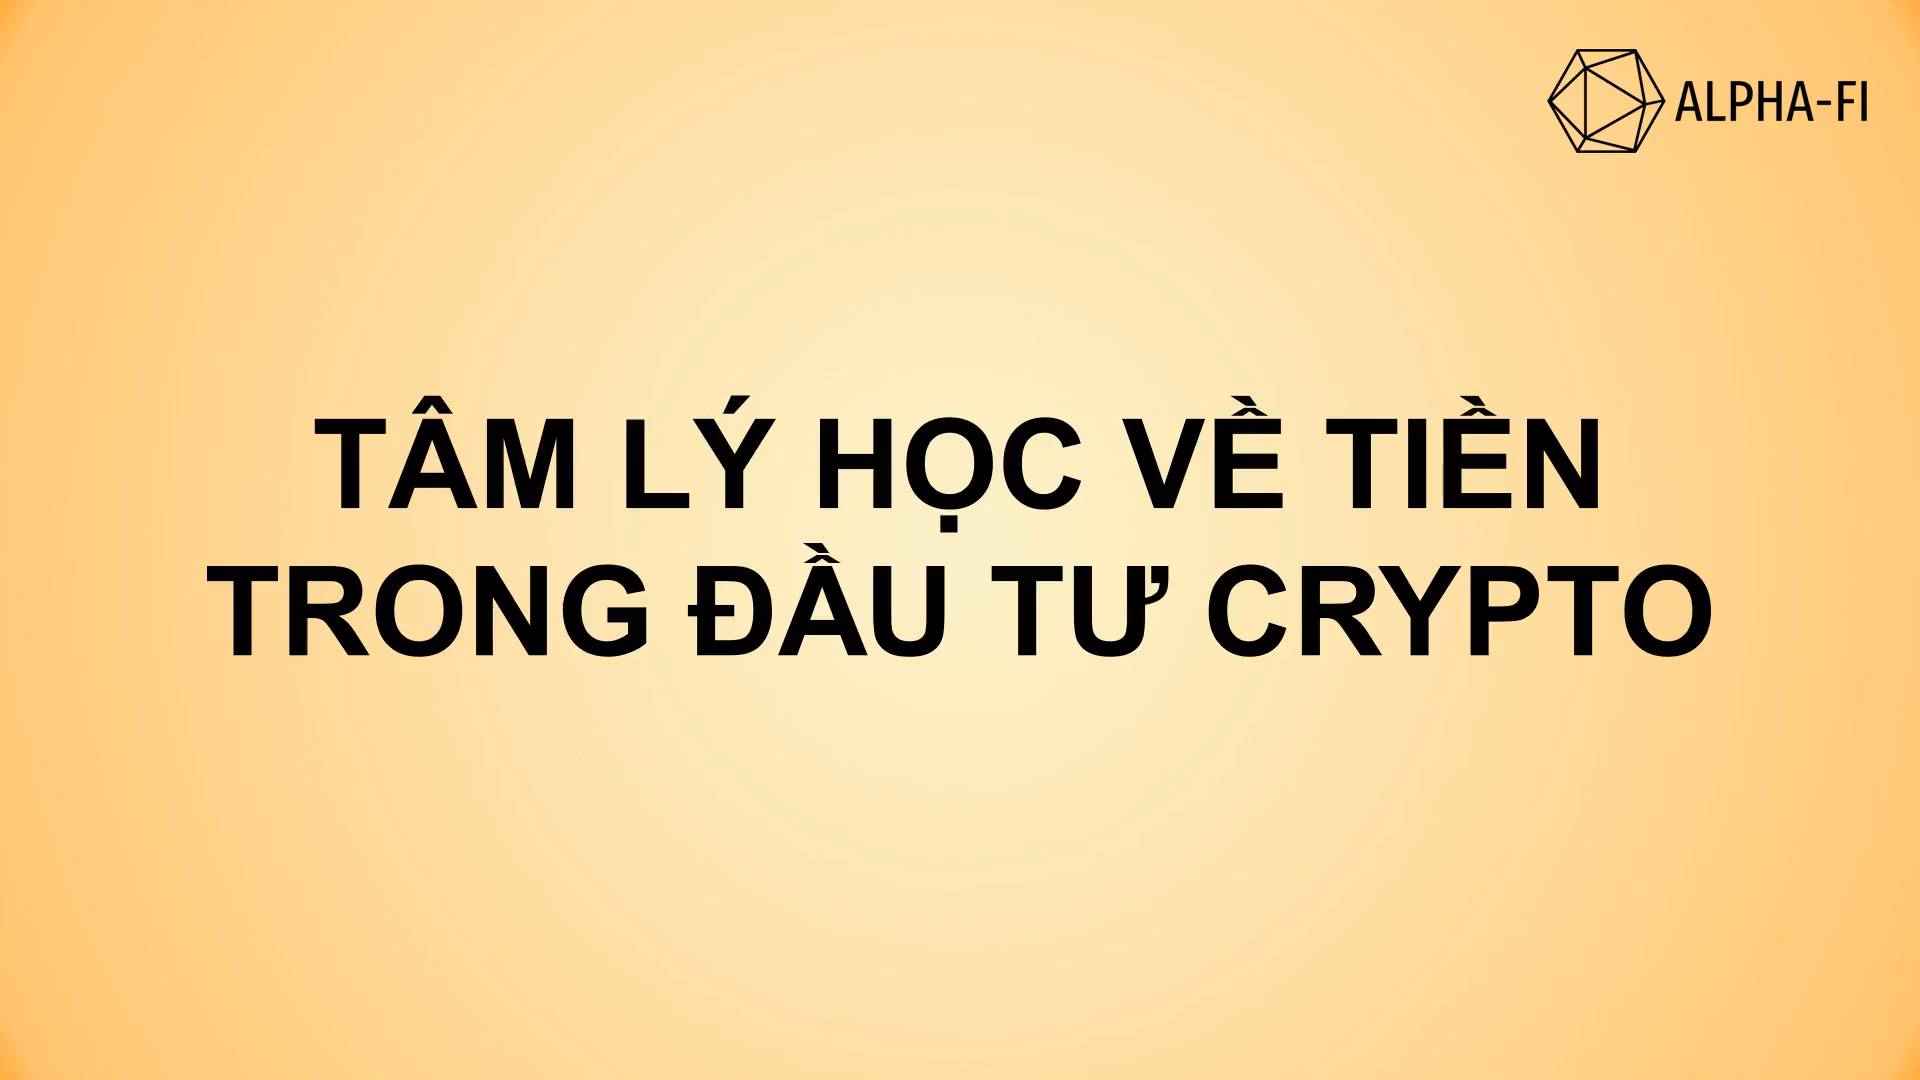 ALPHA-FI
TÂM LÝ HỌC VỀ TIỀN
TRONG ĐẦU TƯ CRYPTO